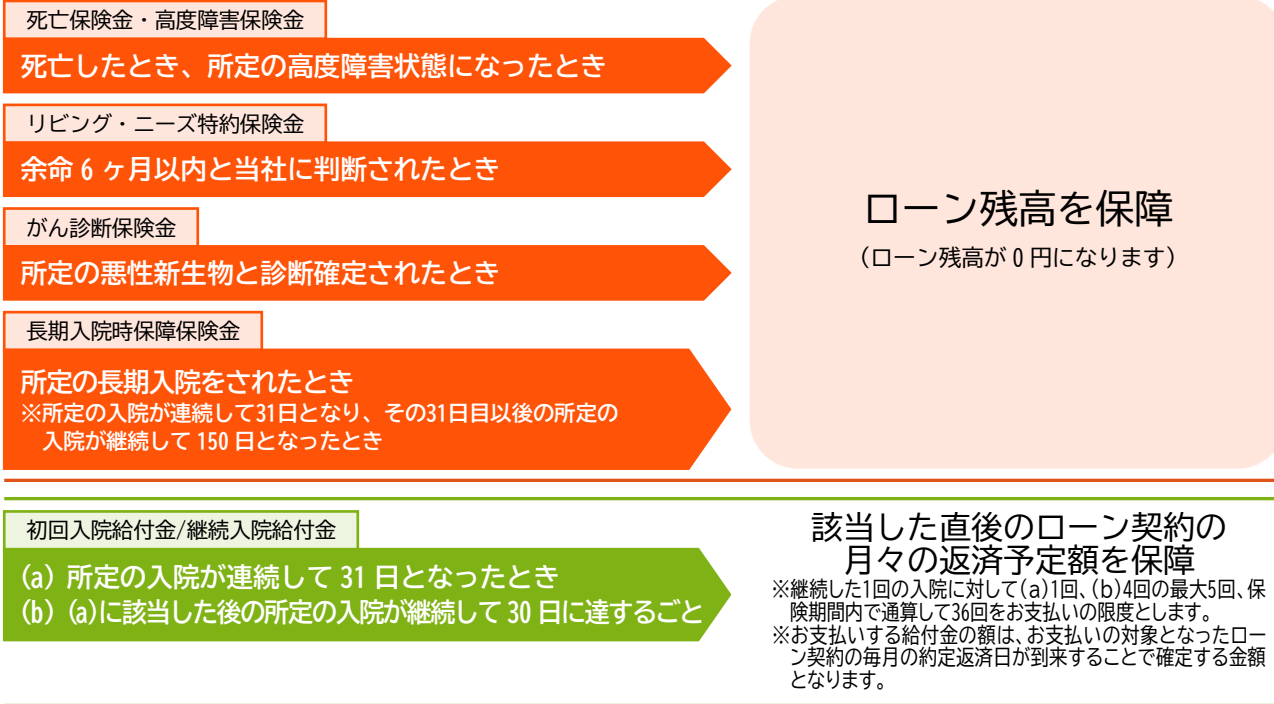 死亡保険金・高度障害保険金
死亡したとき、所定の高度障害状態になったとき
リビング・ニーズ特約保険金
余命6ヶ月以内と当社に判断されたとき
がん診断保険金
所定の悪性新生物と診断確定されたとき
長期入院時保障保険金
所定の長期入院をされたとき
※所定の入院が連続して31日となり、その31日目以後の所定の
入院が継続して150日となったとき
ローン残高を保障
（ローン残高が0円になります）
初回入院給付金/継続入院給付金
(a) 所定の入院が連続して31日となったとき
(b) (a)に該当した後の所定の入院が継続して30日に達するごと
該当した直後のローン契約の
月々の返済予定額を保障
※継続した1回の入院に対して(a)1回、(b)4回の最大5回、保
険期間内で通算して36回をお支払いの限度とします。
※お支払いする給付金の額は、お支払いの対象となったロー
ン契約の毎月の約定返済日が到来することで確定する金額
となります。